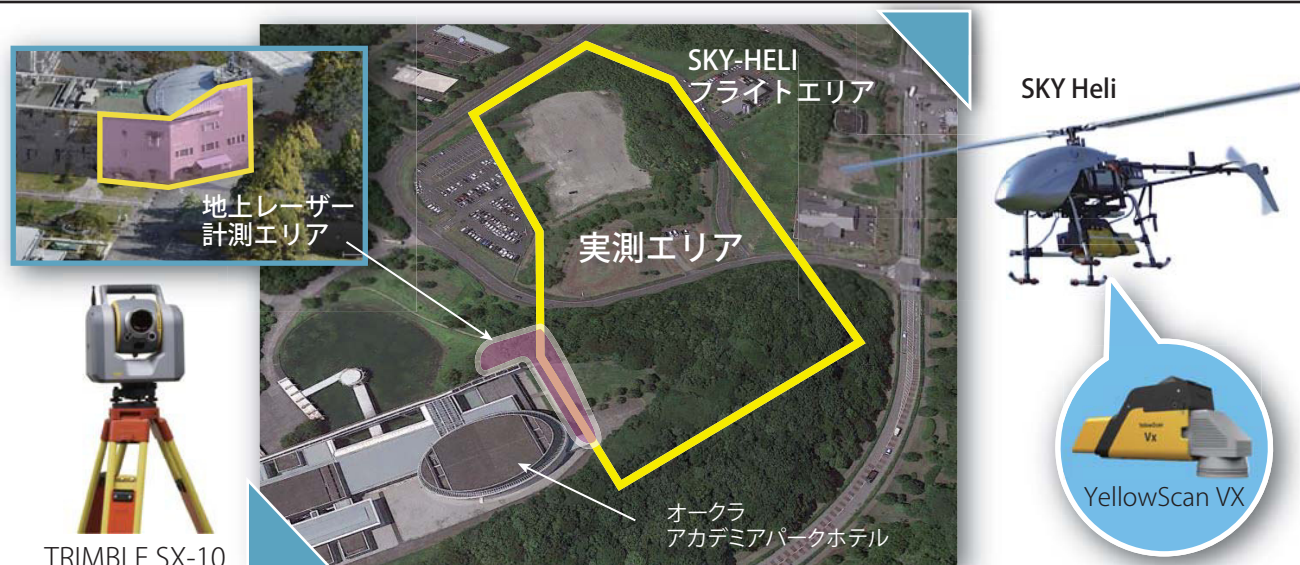 SKY-HELI
フライトエリア
SKY Heli
地上レーザー
計測エリア
実測エリア
YellowScan
Vx
YellowScan VX
オークラ
アカデミアパークホテル
TRIMBLE SX-10